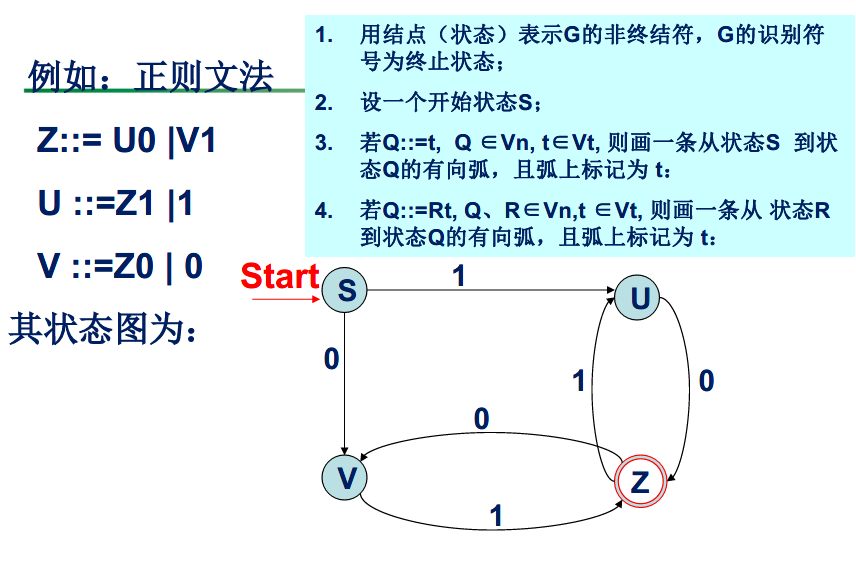 例如：正则文法
Z::= U0 |V1
U ::=Z1 |1
V ::=Z0 | 0
其状态图为：
1. 用结点（状态）表示G的非终结符，G的识别符
号为终止状态；
2. 设一个开始状态S；
3. 若Q::=t, Q ∈Vn, t∈Vt, 则画一条从状态S 到状
态Q的有向弧，且弧上标记为 t：
4. 若Q::=Rt, Q、R∈Vn,t ∈Vt, 则画一条从 状态R
到状态Q的有向弧，且弧上标记为 t：
Start
S
1
U
0
1
0
0
V
Z
1